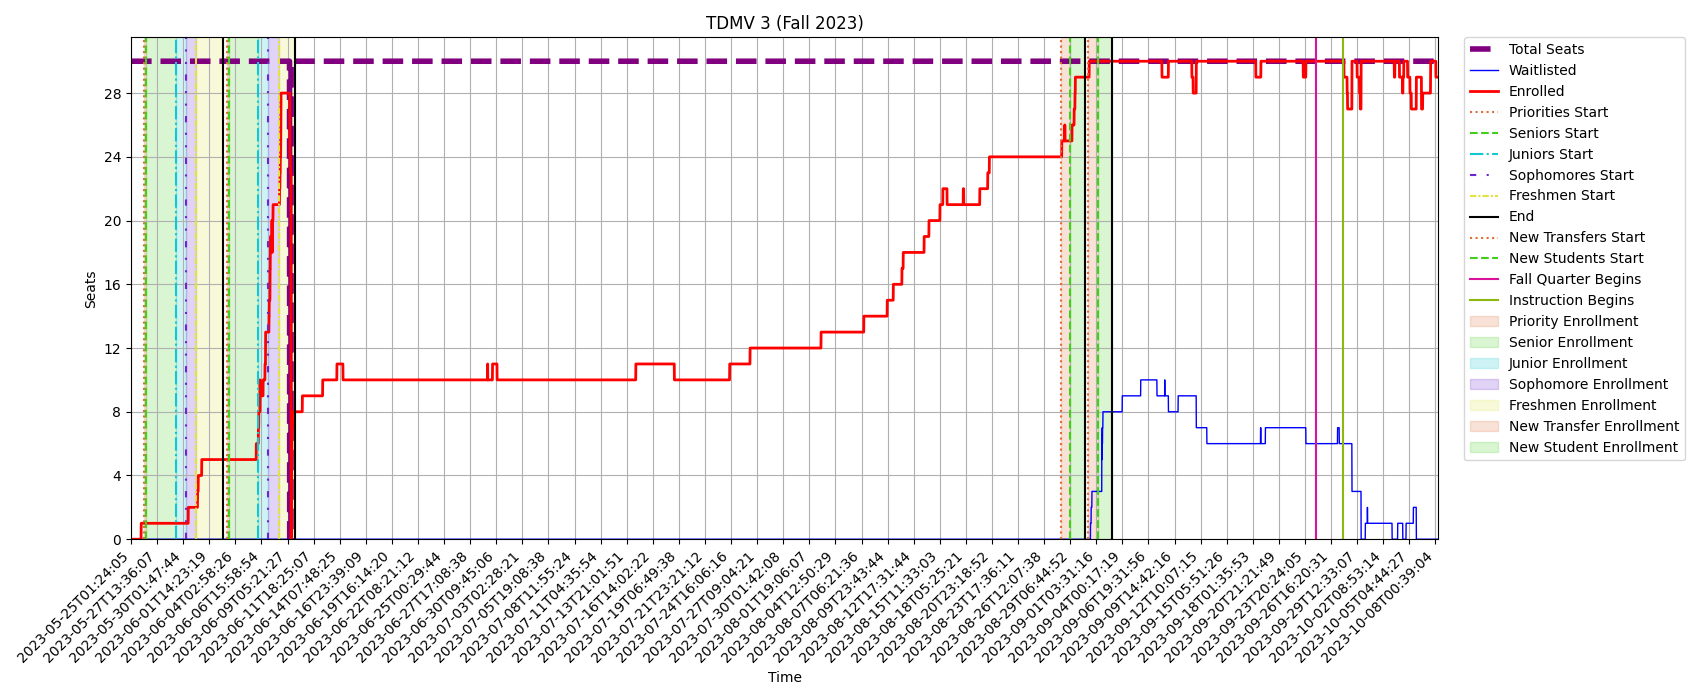 TDMV 3 (Fall 2023)
Seats
28
24
20
16
12
8
4
0
2023-05-25T01:24:05
2023-05-27T13:36:07
2023-05-30T01:47:44
2023-06-01T14:23:19
2023-06-04T02:58:26
2023-06-06T15:58:54
2023-06-09T05:21:27
2023-06-11T18:25:07
2023-06-14T07:48:25
2023-06-16T23:39:09
2023-06-19T16:14:20
2023-06-22T08:21:12
2023-06-25T00:29:44
2023-06-27T17:08:38
2023-06-30T09:45:06
2023-07-03T02:28:21
2023-07-05T19:08:38
2023-07-08T11:55:24
2023-07-11T04:35:54
2023-07-13T21:01:51
2023-07-16T14:02:22
2023-07-19T06:49:38
2023-07-21T23:21:12
2023-07-24T16:06:16
2023-07-27T09:04:21
2023-07-30T01:42:08
2023-08-01T19:06:07
2023-08-04T12:50:29
2023-08-07T06:21:36
2023-08-09T23:43:44
2023-08-12T17:31:44
2023-08-15T11:33:03
2023-08-18T05:25:21
2023-08-20T23:18:52
2023-08-23T17:36:11
2023-08-26T12:07:38
2023-08-29T06:44:52
2023-09-01T03:31:16
2023-09-04T00:17:19
2023-09-06T19:31:56
2023-09-09T14:42:16
2023-09-12T10:07:15
2023-09-15T05:51:26
2023-09-18T01:35:53
2023-09-20T21:21:49
2023-09-23T20:24:05
2023-09-26T16:20:31
2023-09-29T12:33:07
2023-10-02T08:53:14
2023-10-05T04:44:27
2023-10-08T00:39:04
Time
Total Seats
Waitlisted
Enrolled
Priorities Start
Seniors Start
Juniors Start
Sophomores Start
Freshmen Start
End
New Transfers Start
New Students Start
Fall Quarter Begins
Instruction Begins
Priority Enrollment
Senior Enrollment
Junior Enrollment
Sophomore Enrollment
Freshmen Enrollment
New Transfer Enrollment
New Student Enrollment